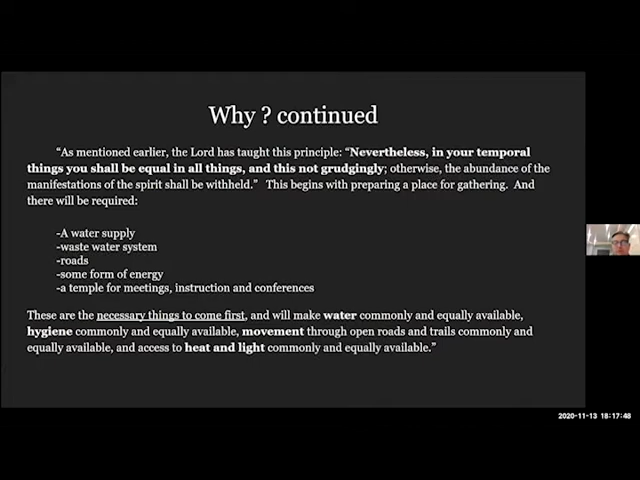 Why ? continued
“As mentioned earlier, the Lord has taught this principle: “Nevertheless, in your temporal
things you shall be equal in all things, and this not grudgingly; otherwise, the abundance of the
manifestations of the spirit shall be withheld.”  This begins with preparing a place for gathering.  And
there will be required:
-A water supply
-waste water system
-roads
-some form of energy
-a temple for meetings, instruction and conferences
These are the necessary things to come first, and will make water commonly and equally available,
hygiene commonly and equally available, movement through open roads and trails commonly and
equally available, and access to heat and light commonly and equally available.”
2020-11-13 18:17:48